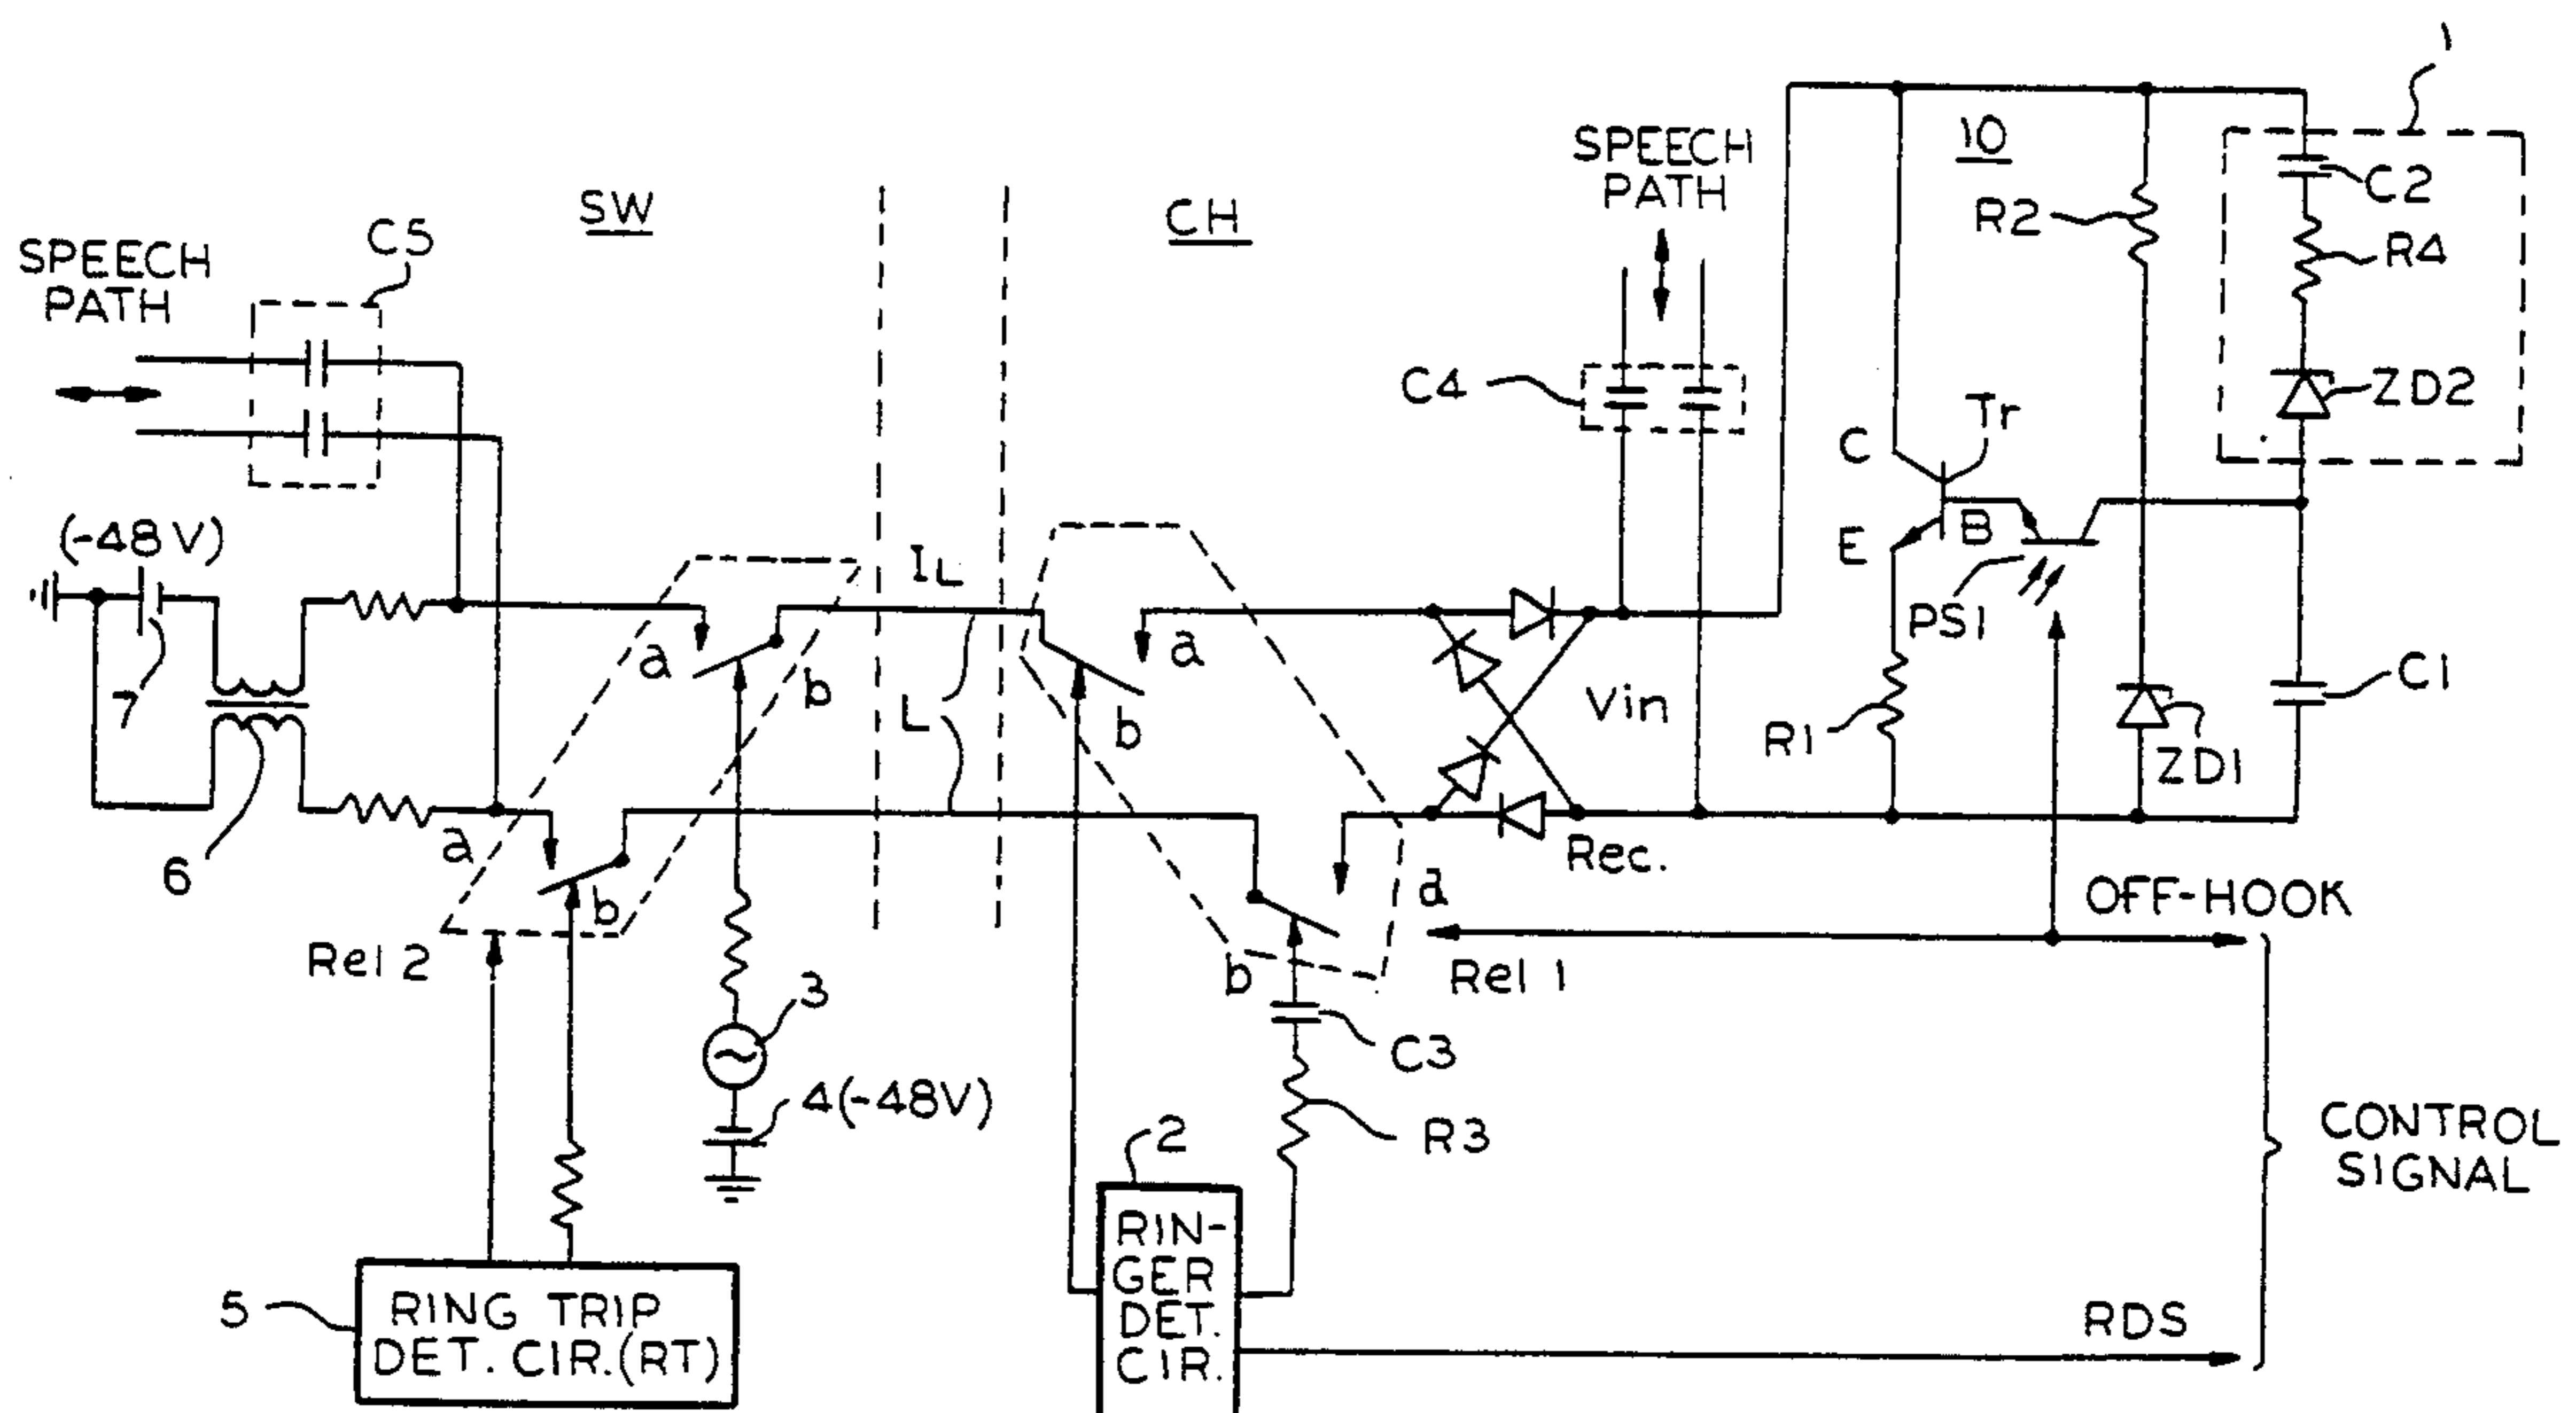 1
SPEECH
PATH
10
C2
R2
R4
SW
CH
C5
SPEECH
PATH
C4
ZD2
Tr
C
(-48V)
IL
E
B
PS1
a
b
a
b
L
Vin
7
R1
C1
ZD1
6
a
b
Rec.
a
OFF-HOOK
Rel 2
b
Rel 1
3
C3
4(-48V)
2
R3
CONTROL
SIGNAL
RIN-
GER
DET.
CIR.
5
RING TRIP
DET. CIR.(RT)
RDS